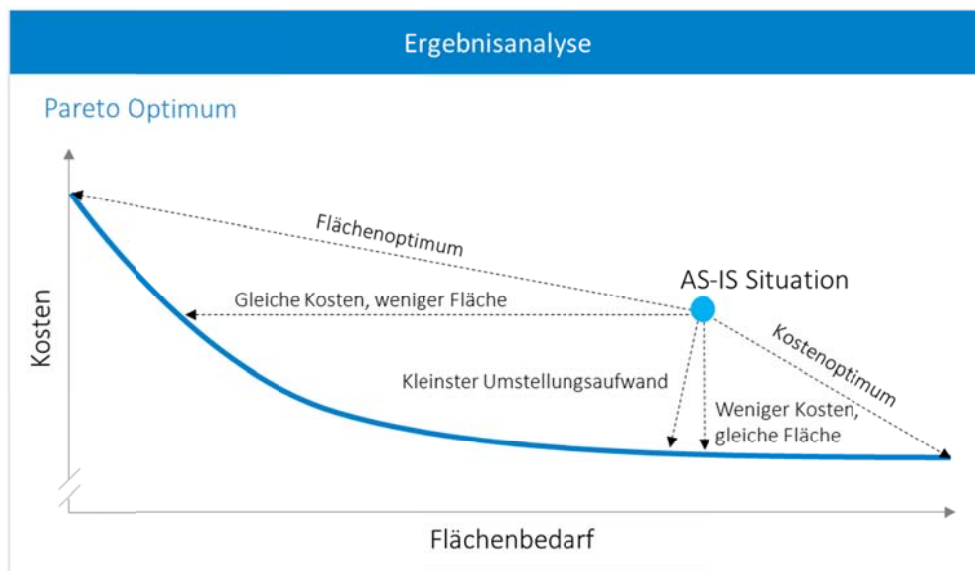 Ergebnisanalyse
Pareto Optimum
Flächenoptimum
AS-IS Situation
Gleiche Kosten, weniger Fläche
Kostenoptimum
Kosten
Kleinster Umstellungsaufwand
Weniger Kosten,
gleiche Fläche
Flächenbedarf